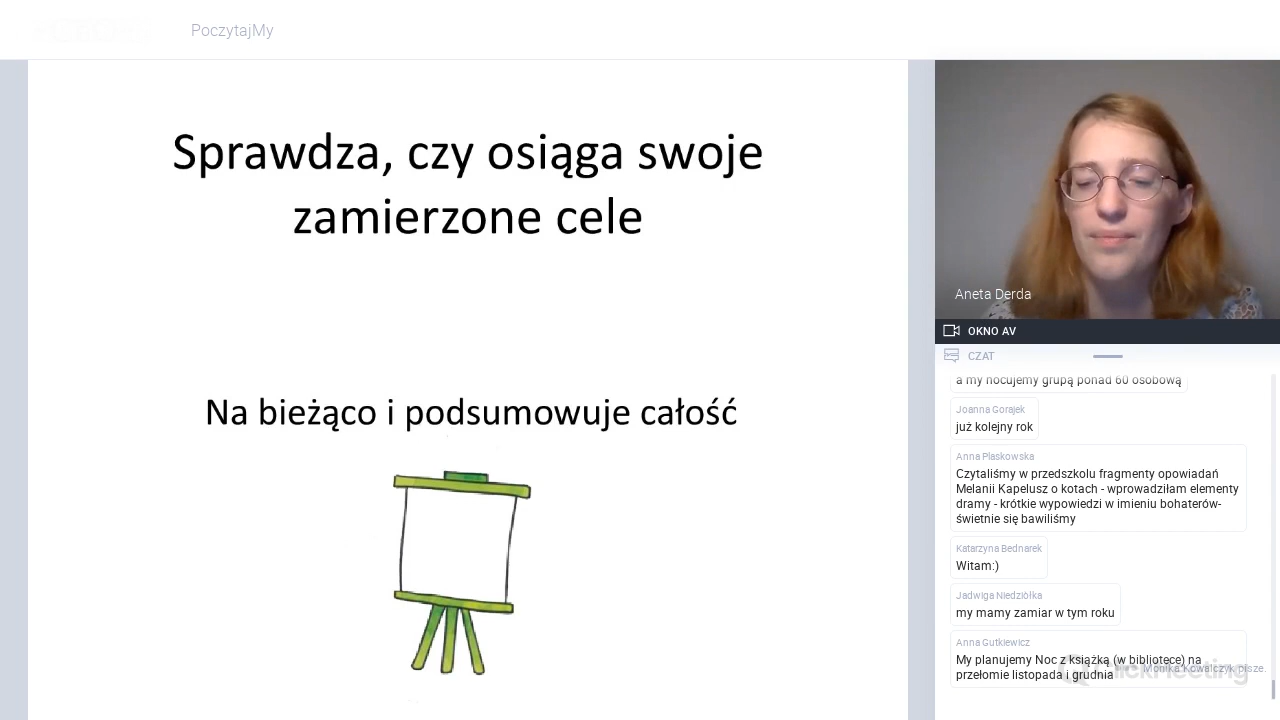 PoczytajMy
Sprawdza, czy osiąga swoje
zamierzone cele
Na bieżąco i podsumowuje całość
Aneta Derda
OKNO AV
CZAT
a my nocujemy grupą ponad 60 osobową
Joanna Gorajek
już kolejny rok
Anna Plaskowska
Czytaliśmy w przedszkolu fragmenty opowiadań
Melanii Kapelusz o kotach - wprowadziłam elementy
dramy - krótkie wypowiedzi w imieniu bohaterów-
świetnie się bawiliśmy
Katarzyna Bednarek
Witam:)
Jadwiga Niedziółka
my mamy zamiar w tym roku
Anna Gutkiewicz
My planujemy Noc z książką (w bibliotece) na
przełomie listopada i grudnia
Monika Kowalczyk pisze.
ClickMeeting